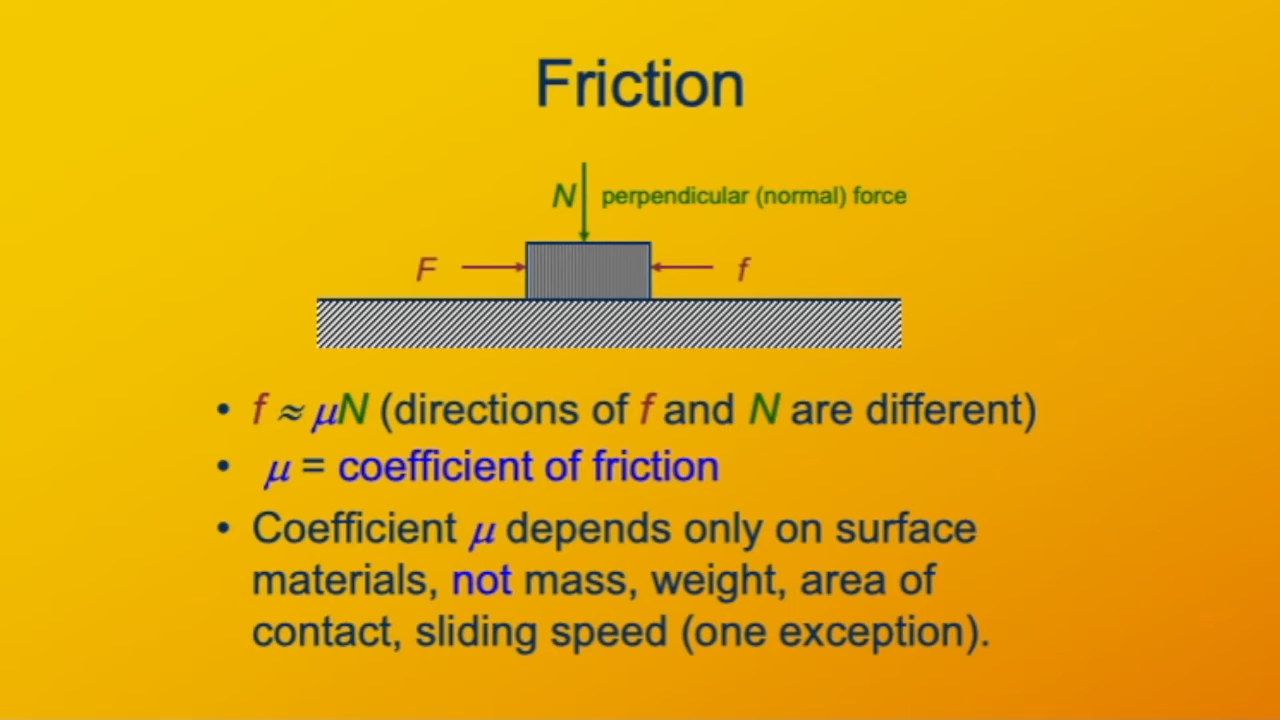 Friction
N perpendicular (normal) force
F f
• f ≈ μN (directions of f and N are different)
• μ = coefficient of friction
• Coefficient μ depends only on surface
materials, not mass, weight, area of
contact, sliding speed (one exception).